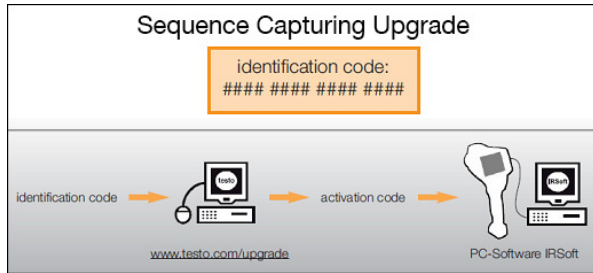 Sequence Capturing Upgrade
identification code:
#### #### #### ####
identification code
testo
activation code
IRSoft
www.testo.com/upgrade
PC-Software IRSoft